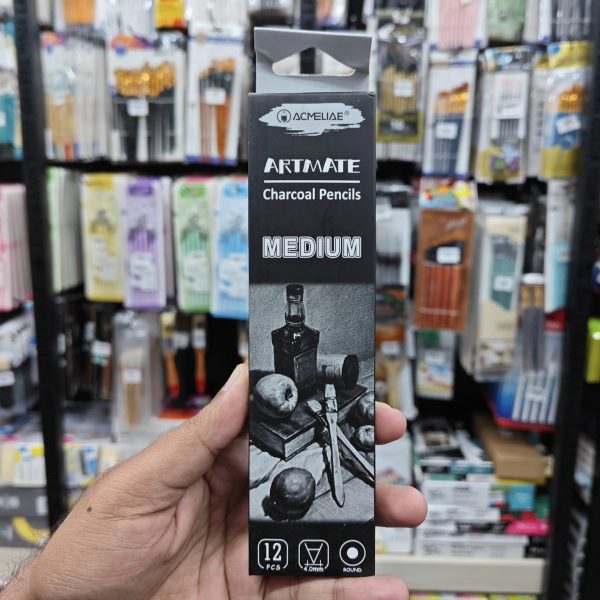 ACMELIAE®
ARTMATE
Charcoal Pencils
MEDIUM
12
PCS
4.0mm
ROUND